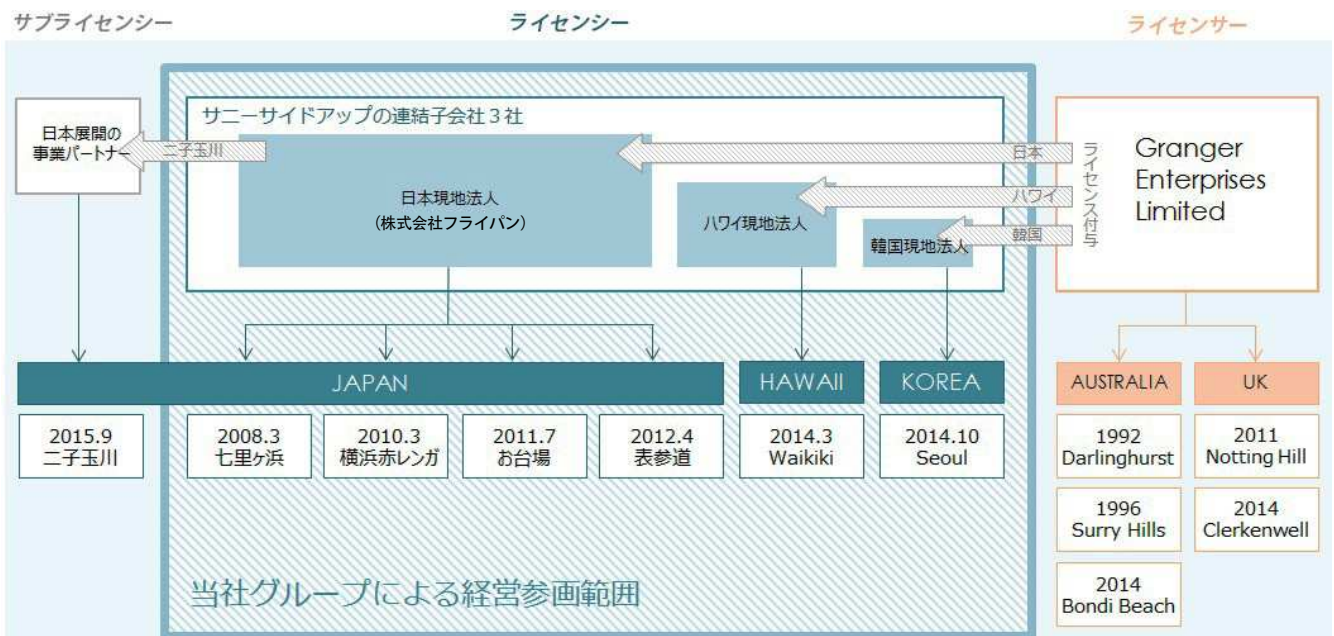 サブライセンシー
ライセンシー
ライセンサー
サニーサイドアップの連結子会社３社
日本展開の
事業パートナー
二子玉川
日本現地法人
(株式会社フライパン)
ハワイ現地法人
韓国現地法人
日本
ハワイ
韓国
ライセンス付与
Granger
Enterprises
Limited
JAPAN
HAWAII
KOREA
AUSTRALIA
UK
2015.9
二子玉川
2008.3
七里ヶ浜
2010.3
横浜赤レンガ
2011.7
お台場
2012.4
表参道
2014.3
Waikiki
2014.10
Seoul
1992
Darlinghurst
2011
Notting Hill
1996
Surry Hills
2014
Clerkenwell
2014
Bondi Beach
当社グループによる経営参画範囲